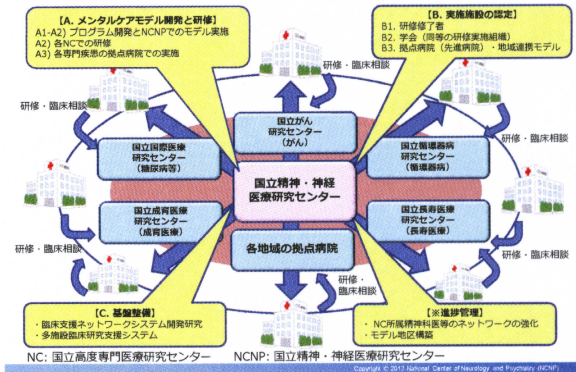 【A. メンタルケアモデル開発と研修】
A1-A2) プログラム開発とNCNPでのモデル実施
A2) 各NCでの研修
A3) 各専門疾患の拠点病院での実施
【B. 実施施設の認定】
B1. 研修修了者
B2. 学会（同等の研修実施組織）
B3. 拠点病院（先進病院）・地域連携モデル
研修・臨床相談
研修・臨床相談
研修・臨床相談
国立がん
研究センター
（がん）
国立国際医療
研究センター
（糖尿病等）
国立循環器病
研究センター
（循環器病）
国立精神・神経
医療研究センター
国立成育医療
研究センター
（成育医療）
国立長寿医療
研究センター
（長寿医療）
各地域の拠点病院
研修・臨床相談
研修・臨床相談
研修・
臨床相談
【C. 基盤整備】
・臨床支援ネットワークシステム開発研究
・多施設臨床研究支援システム
【※進捗管理】
・NC所属精神科医等のネットワークの強化
・モデル地区構築
NC: 国立高度専門医療研究センター
NCNP: 国立精神・神経医療研究センター
Copyright © 2013 National Center of Neurology and Psychiatry (NCNP)